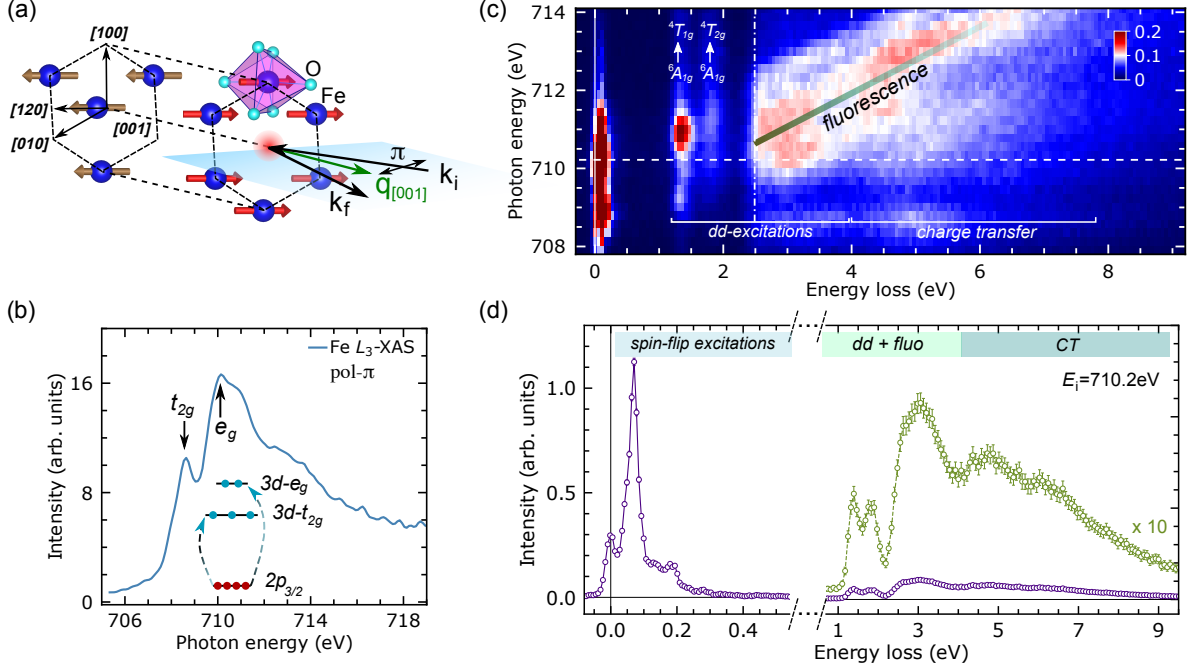 (a)
[100]
[120]
[010]
[001]
O
Fe
π
q[001]
ki
kf
(b)
Intensity (arb. units)
16
12
8
4
0
Fe L3-XAS
pol-π
t2g
eg
3d-eg
3d-t2g
2p3/2
706
710
714
718
Photon energy (eV)
(c)
Photon energy (eV)
714
712
710
708
4T1g 4T2g
6A1g 6A1g
fluorescence
0.2
0.1
0
dd-excitations
charge transfer
0 2 4 6 8
Energy loss (eV)
(d)
Intensity (arb. units)
1.0
0.5
0.0
spin-flip excitations
dd + fluo
CT
Ei=710.2eV
x 10
0.0 0.2 0.4 1 3 5 7 9
Energy loss (eV)